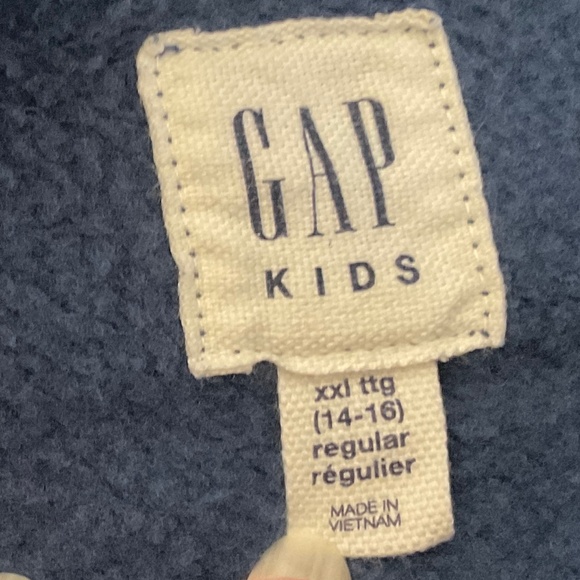 GAP
KIDS
xxl ttg
(14-16)
regular
régulier
MADE IN
VIETNAM